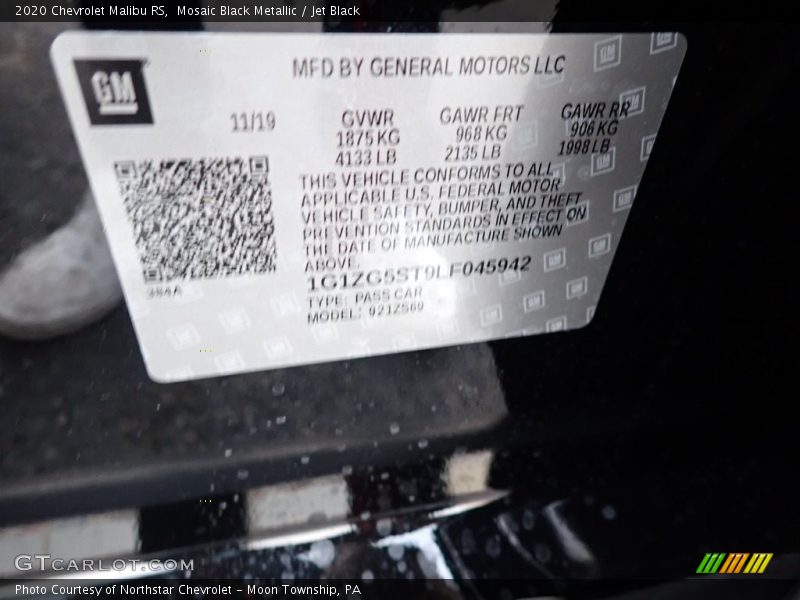 2020 Chevrolet Malibu RS, Mosaic Black Metallic / Jet Black
GM
MFD BY GENERAL MOTORS LLC
11/19 GVWR GAWR FRT GAWR RR
1875 KG 968 KG 906 KG
4133 LB 2135 LB 1998 LB
THIS VEHICLE CONFORMS TO ALL
APPLICABLE U.S. FEDERAL MOTOR
VEHICLE SAFETY, BUMPER, AND THEFT
PREVENTION STANDARDS IN EFFECT ON
THE DATE OF MANUFACTURE SHOWN
ABOVE.
1G1ZG5ST9LF045942
984A
TYPE: PASS CAR
MODEL: 921ZS69
GTCARLOT.COM
Photo Courtesy of Northstar Chevrolet – Moon Township, PA